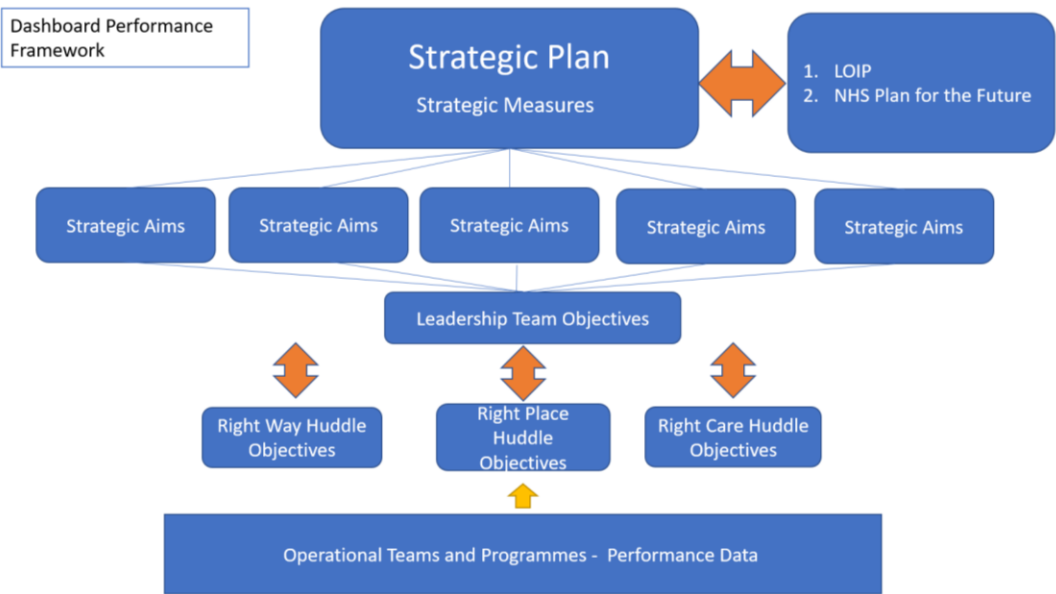 Dashboard Performance
Framework
Strategic Plan
Strategic Measures
1. LOIP
2. NHS Plan for the Future
Strategic Aims
Strategic Aims
Strategic Aims
Strategic Aims
Strategic Aims
Leadership Team Objectives
Right Way Huddle
Objectives
Right Place
Huddle
Objectives
Right Care Huddle
Objectives
Operational Teams and Programmes - Performance Data